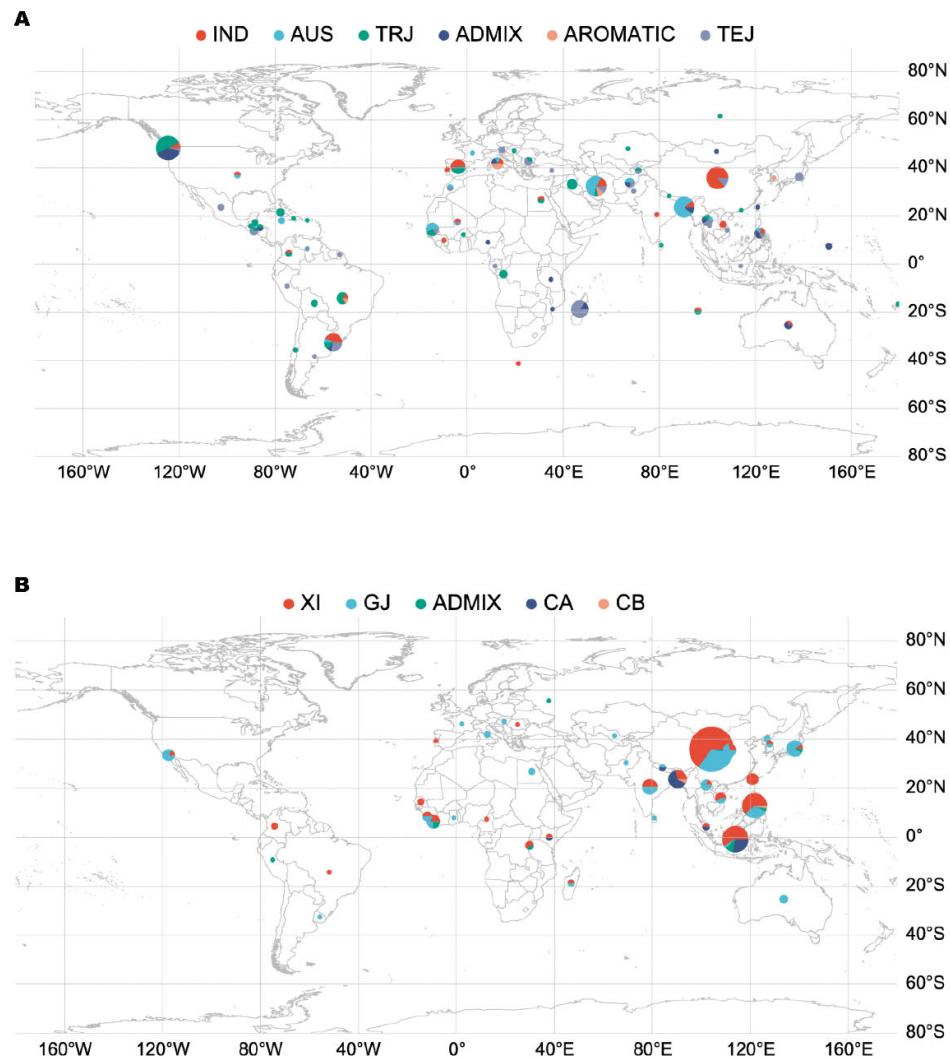 A
IND AUS TRJ ADMIX AROMATIC TEJ
80°N
60°N
40°N
20°N
0°
20°S
40°S
60°S
80°S
160°W 120°W 80°W 40°W 0° 40°E 80°E 120°E 160°E
B
XI GJ ADMIX CA CB
80°N
60°N
40°N
20°N
0°
20°S
40°S
60°S
80°S
160°W 120°W 80°W 40°W 0° 40°E 80°E 120°E 160°E